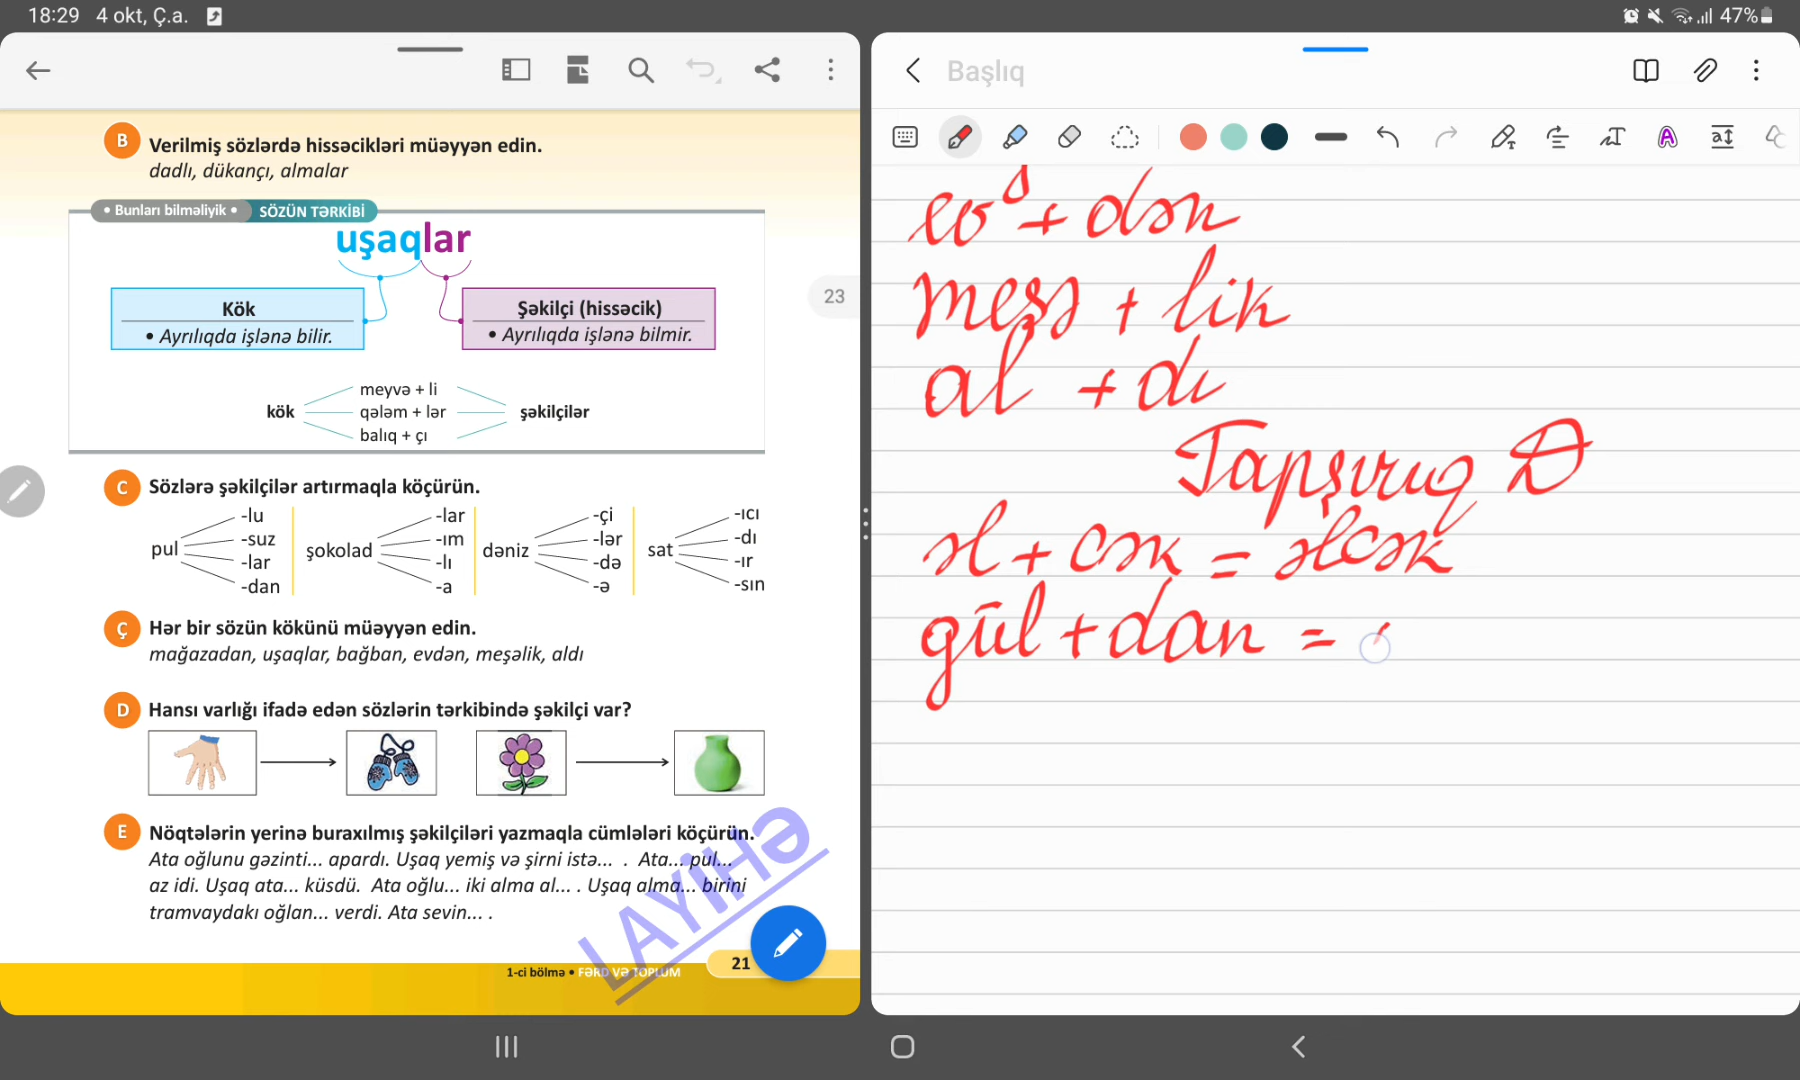 18:29 4 okt, Ç.a.
47%
B Verilmiş sözlərdə hissəcikləri müəyyən edin.
dadlı, dükançı, almalar
• Bunları bilməliyik • SÖZÜN TƏRKİBİ
uşaqlar
Kök
• Ayrılıqda işlənə bilir.
Şəkilçi (hissəcik)
• Ayrılıqda işlənə bilmir.
meyvə + li
kök qələm + lər şəkilçilər
balıq + çı
23
C Sözlərə şəkilçilər artırmaqla köçürün.
pul -lu -suz -lar -dan
şokolad -lar -ım -lı -a
dəniz -çi -lər -də -ə
sat -ıcı -dı -ır -sın
Ç Hər bir sözün kökünü müəyyən edin.
mağazadan, uşaqlar, bağban, evdən, meşəlik, aldı
D Hansı varlığı ifadə edən sözlərin tərkibində şəkilçi var?
E Nöqtələrin yerinə buraxılmış şəkilçiləri yazmaqla cümlələri köçürün.
Ata oğlunu gəzinti... apardı. Uşaq yemiş və şirni istə... . Ata... pul...
az idi. Uşaq ata... küsdü. Ata oğlu... iki alma al... . Uşaq alma... birini
tramvaydakı oğlan... verdi. Ata sevin... .
LAYİHƏ
1-ci bölmə • FƏRD VƏ TOPLUM 21
Başlıq
ev + dən
meşə + lik
al + dı
Tapşırıq D
əl + cək = əlcək
gül + dan =